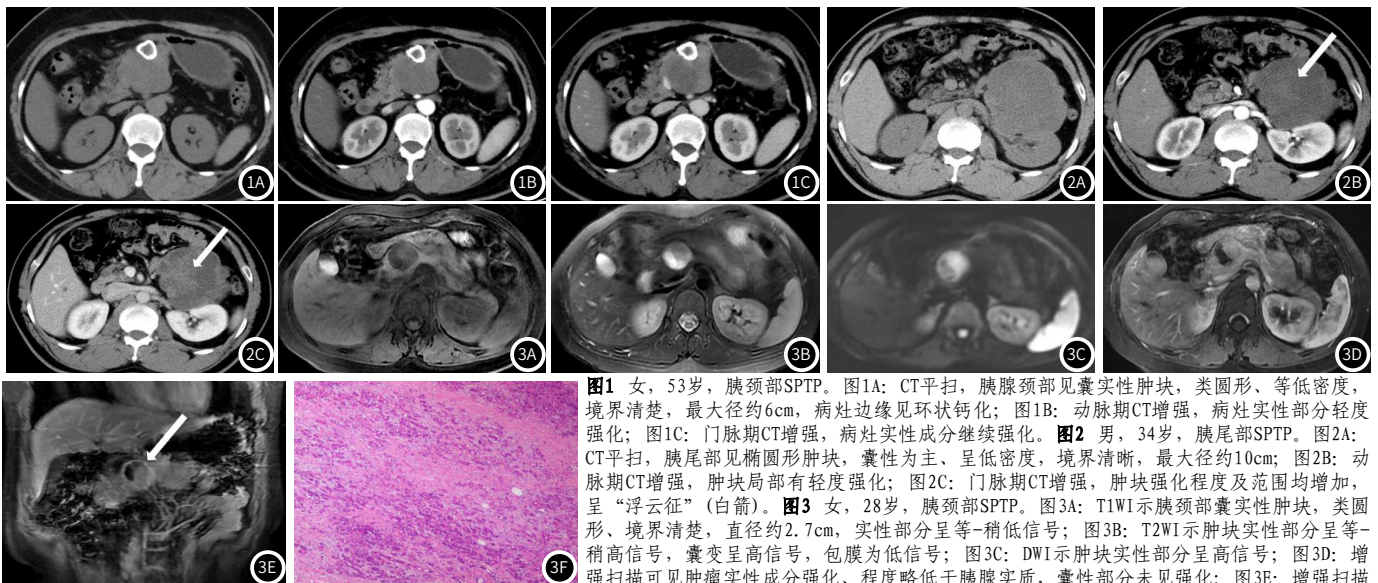 1A
1B
1C
2A
2B
2C
3A
3B
3C
3D
3E
3F
图1 女，53岁，胰颈部SPTP。图1A：CT平扫，胰腺颈部见囊实性肿块，类圆形、等低密度，
境界清楚，最大径约6cm，病灶边缘见环状钙化；图1B：动脉期CT增强，病灶实性部分轻度
强化；图1C：门脉期CT增强，病灶实性成分继续强化。图2 男，34岁，胰尾部SPTP。图2A：
CT平扫，胰尾部见椭圆形肿块，囊性为主、呈低密度，境界清晰，最大径约10cm；图2B：动
脉期CT增强，肿块局部有轻度强化；图2C：门脉期CT增强，肿块强化程度及范围均增加，
呈“浮云征”(白箭)。图3 女，28岁，胰颈部SPTP。图3A：T1WI示胰颈部囊实性肿块，类圆
形、境界清楚，直径约2.7cm，实性部分呈等-稍低信号；图3B：T2WI示肿块实性部分呈等-
稍高信号，囊变呈高信号，包膜为低信号；图3C：DWI示肿块实性部分呈高信号；图3D：增
强扫描可见肿瘤实性成分强化、程度略低于胰腺实质，囊性部分未见强化；图3E：增强扫描